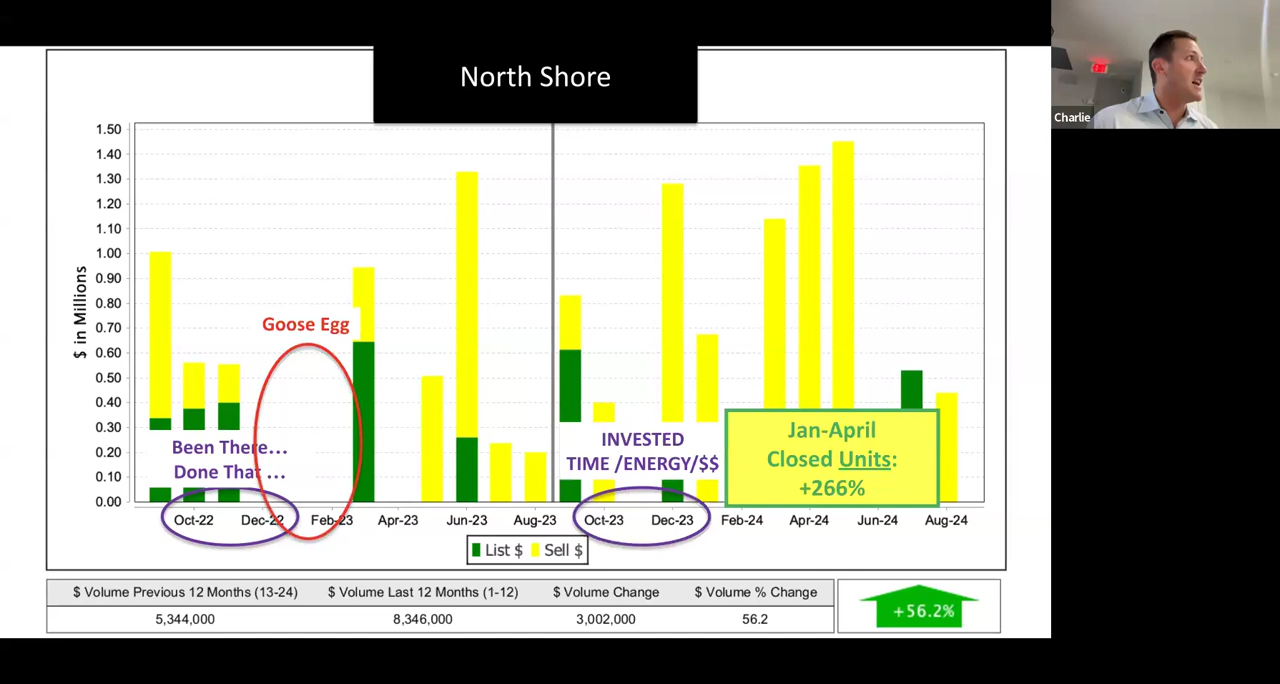 North Shore
Charlie
$ in Millions
1.50
1.40
1.30
1.20
1.10
1.00
0.90
0.80
0.70
0.60
0.50
0.40
0.30
0.20
0.10
0.00
Goose Egg
Been There…
Done That …
INVESTED
TIME /ENERGY/$$
Jan-April
Closed Units:
+266%
Oct-22 Dec-22 Feb-23 Apr-23 Jun-23 Aug-23 Oct-23 Dec-23 Feb-24 Apr-24 Jun-24 Aug-24
List $ Sell $
$ Volume Previous 12 Months (13-24) $ Volume Last 12 Months (1-12) $ Volume Change $ Volume % Change
5,344,000 8,346,000 3,002,000 56.2
+56.2%